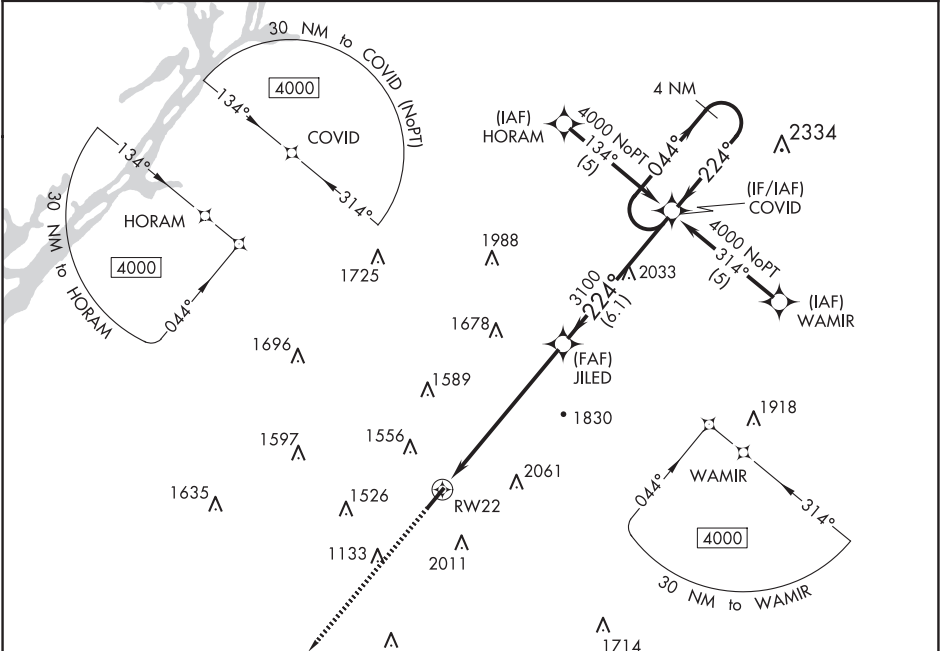 30 NM to COVID (NoPT)
4000
134°
COVID
314°
134°
HORAM
4000
30 NM to HORAM
044°
4 NM
(IAF)
HORAM
4000 NoPT
134°
(5)
044°
224°
2334
(IF/IAF)
COVID
4000 NoPT
314°
(5)
(IAF)
WAMIR
1725
1988
2033
3100
224°
(6.1)
1678
(FAF)
JILED
1696
1589
1830
1918
1597
1556
2061
WAMIR
044°
314°
4000
30 NM to WAMIR
1635
1526
RW22
1133
2011
1714